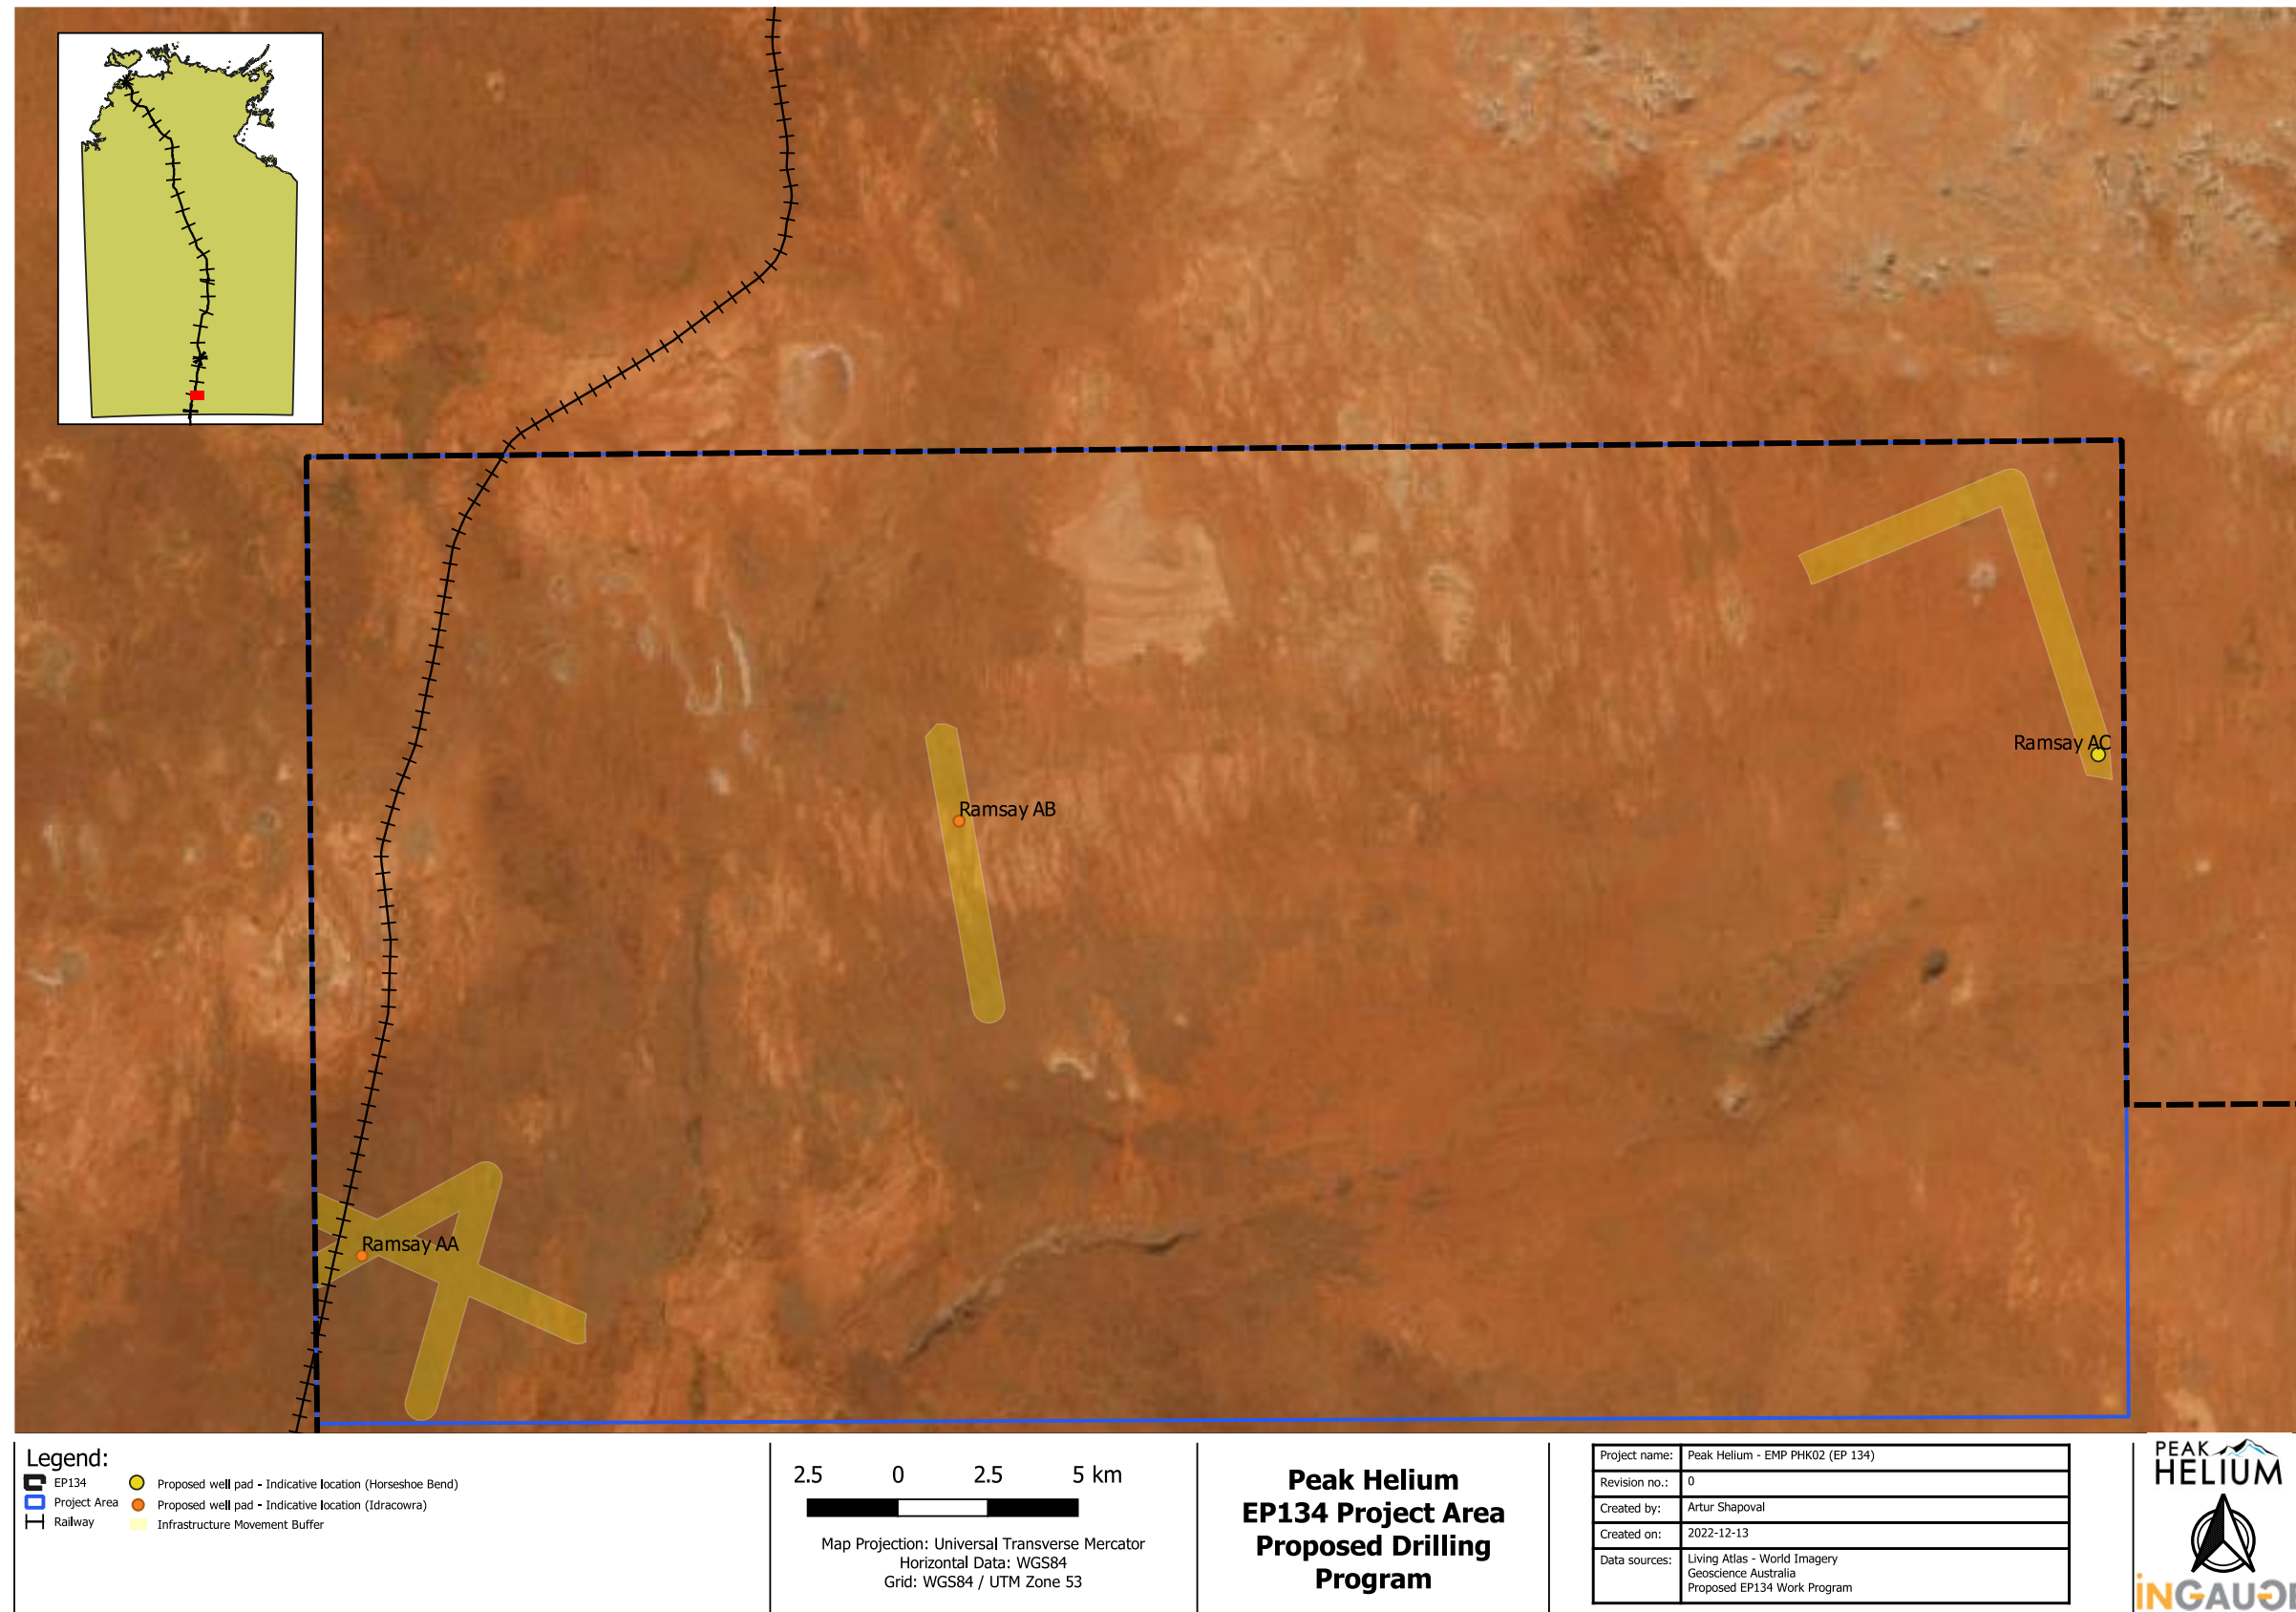 Ramsay AC
Ramsay AB
Ramsay AA
Legend:
EP134
Project Area
Railway
Proposed well pad - Indicative location (Horseshoe Bend)
Proposed well pad - Indicative location (Idracowra)
Infrastructure Movement Buffer
2.5 0 2.5 5 km
Map Projection: Universal Transverse Mercator
Horizontal Data: WGS84
Grid: WGS84 / UTM Zone 53
Peak Helium
EP134 Project Area
Proposed Drilling
Program
Project name: Peak Helium - EMP PHK02 (EP 134)
Revision no.: 0
Created by: Artur Shapoval
Created on: 2022-12-13
Data sources: Living Atlas - World Imagery
Geoscience Australia
Proposed EP134 Work Program
PEAK
HELIUM
iNGAUGE